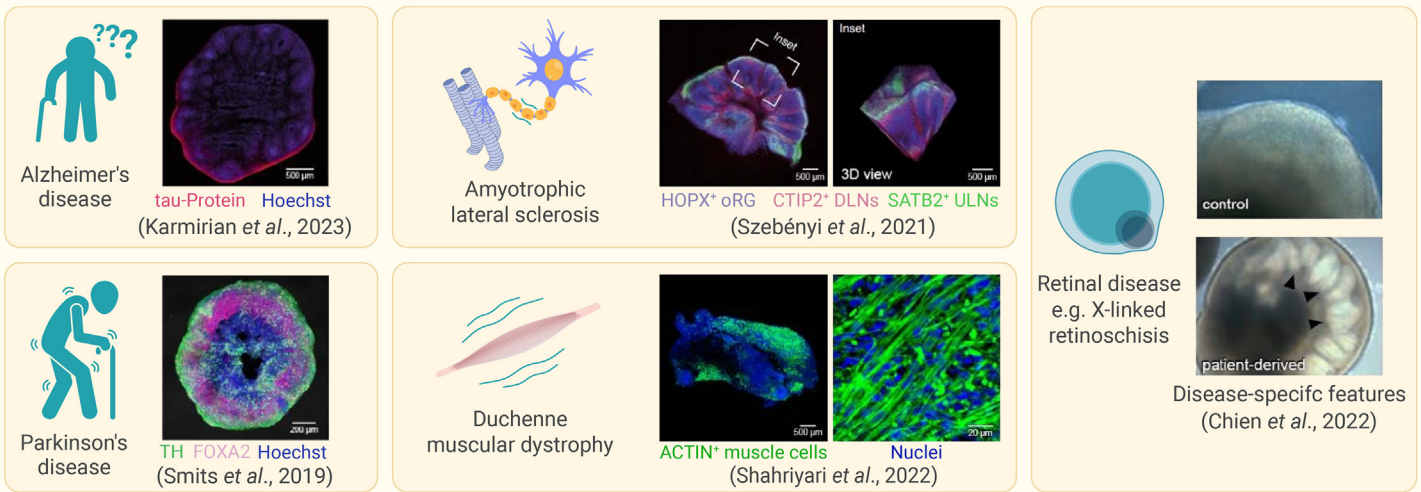 ???
Alzheimer's
disease
500 µm
tau-Protein Hoechst
(Karmirian et al., 2023)
Amyotrophic
lateral sclerosis
Inset
500 µm
Inset
3D view
500 µm
HOPX⁺ oRG CTIP2⁺ DLNs SATB2⁺ ULNs
(Szebényi et al., 2021)
Parkinson's
disease
200 µm
TH FOXA2 Hoechst
(Smits et al., 2019)
Duchenne
muscular dystrophy
500 µm
20 µm
ACTIN⁺ muscle cells Nuclei
(Shahriyari et al., 2022)
Retinal disease
e.g. X-linked
retinoschisis
control
patient-derived
Disease-specifc features
(Chien et al., 2022)